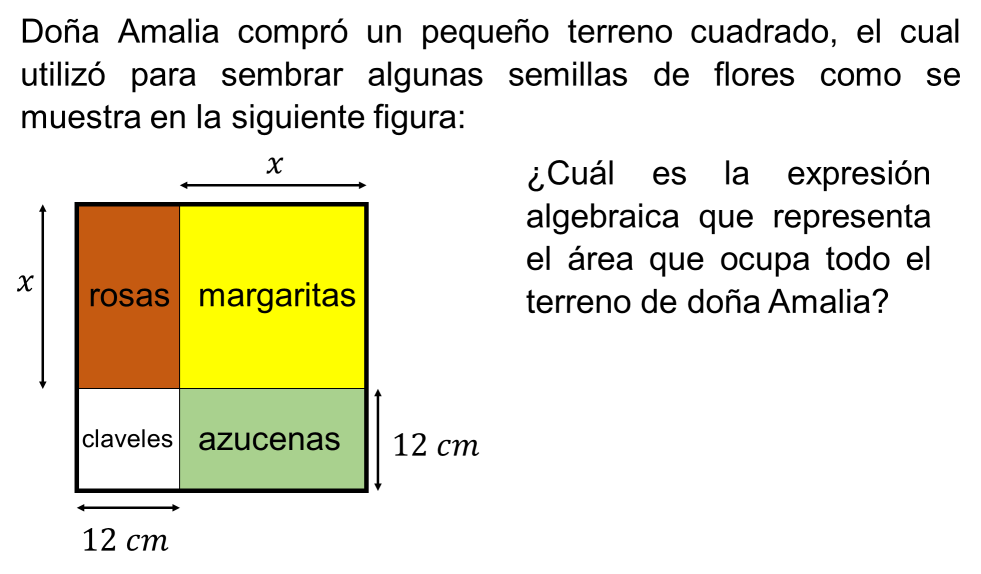 Doña Amalia compró un pequeño terreno cuadrado, el cual
utilizó para sembrar algunas semillas de flores como se
muestra en la siguiente figura:
x
¿Cuál es la expresión
algebraica que representa
el área que ocupa todo el
terreno de doña Amalia?
x
rosas margaritas
claveles azucenas
12 cm
12 cm